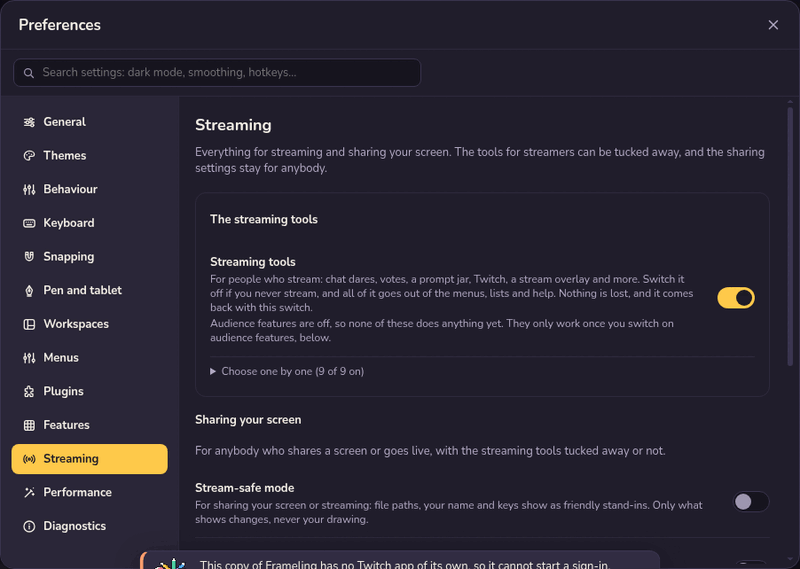 Preferences
Search settings: dark mode, smoothing, hotkeys...
General
Themes
Behaviour
Keyboard
Snapping
Pen and tablet
Workspaces
Menus
Plugins
Features
Streaming
Performance
Diagnostics
Streaming
Everything for streaming and sharing your screen. The tools for streamers can be tucked away, and the sharing
settings stay for anybody.
The streaming tools
Streaming tools
For people who stream: chat dares, votes, a prompt jar, Twitch, a stream overlay and more. Switch it
off if you never stream, and all of it goes out of the menus, lists and help. Nothing is lost, and it comes
back with this switch.
Audience features are off, so none of these does anything yet. They only work once you switch on
audience features, below.
Choose one by one (9 of 9 on)
Sharing your screen
For anybody who shares a screen or goes live, with the streaming tools tucked away or not.
Stream-safe mode
For sharing your screen or streaming: file paths, your name and keys show as friendly stand-ins. Only what
shows changes, never your drawing.
This copy of Frameling has no Twitch app of its own, so it cannot start a sign-in.